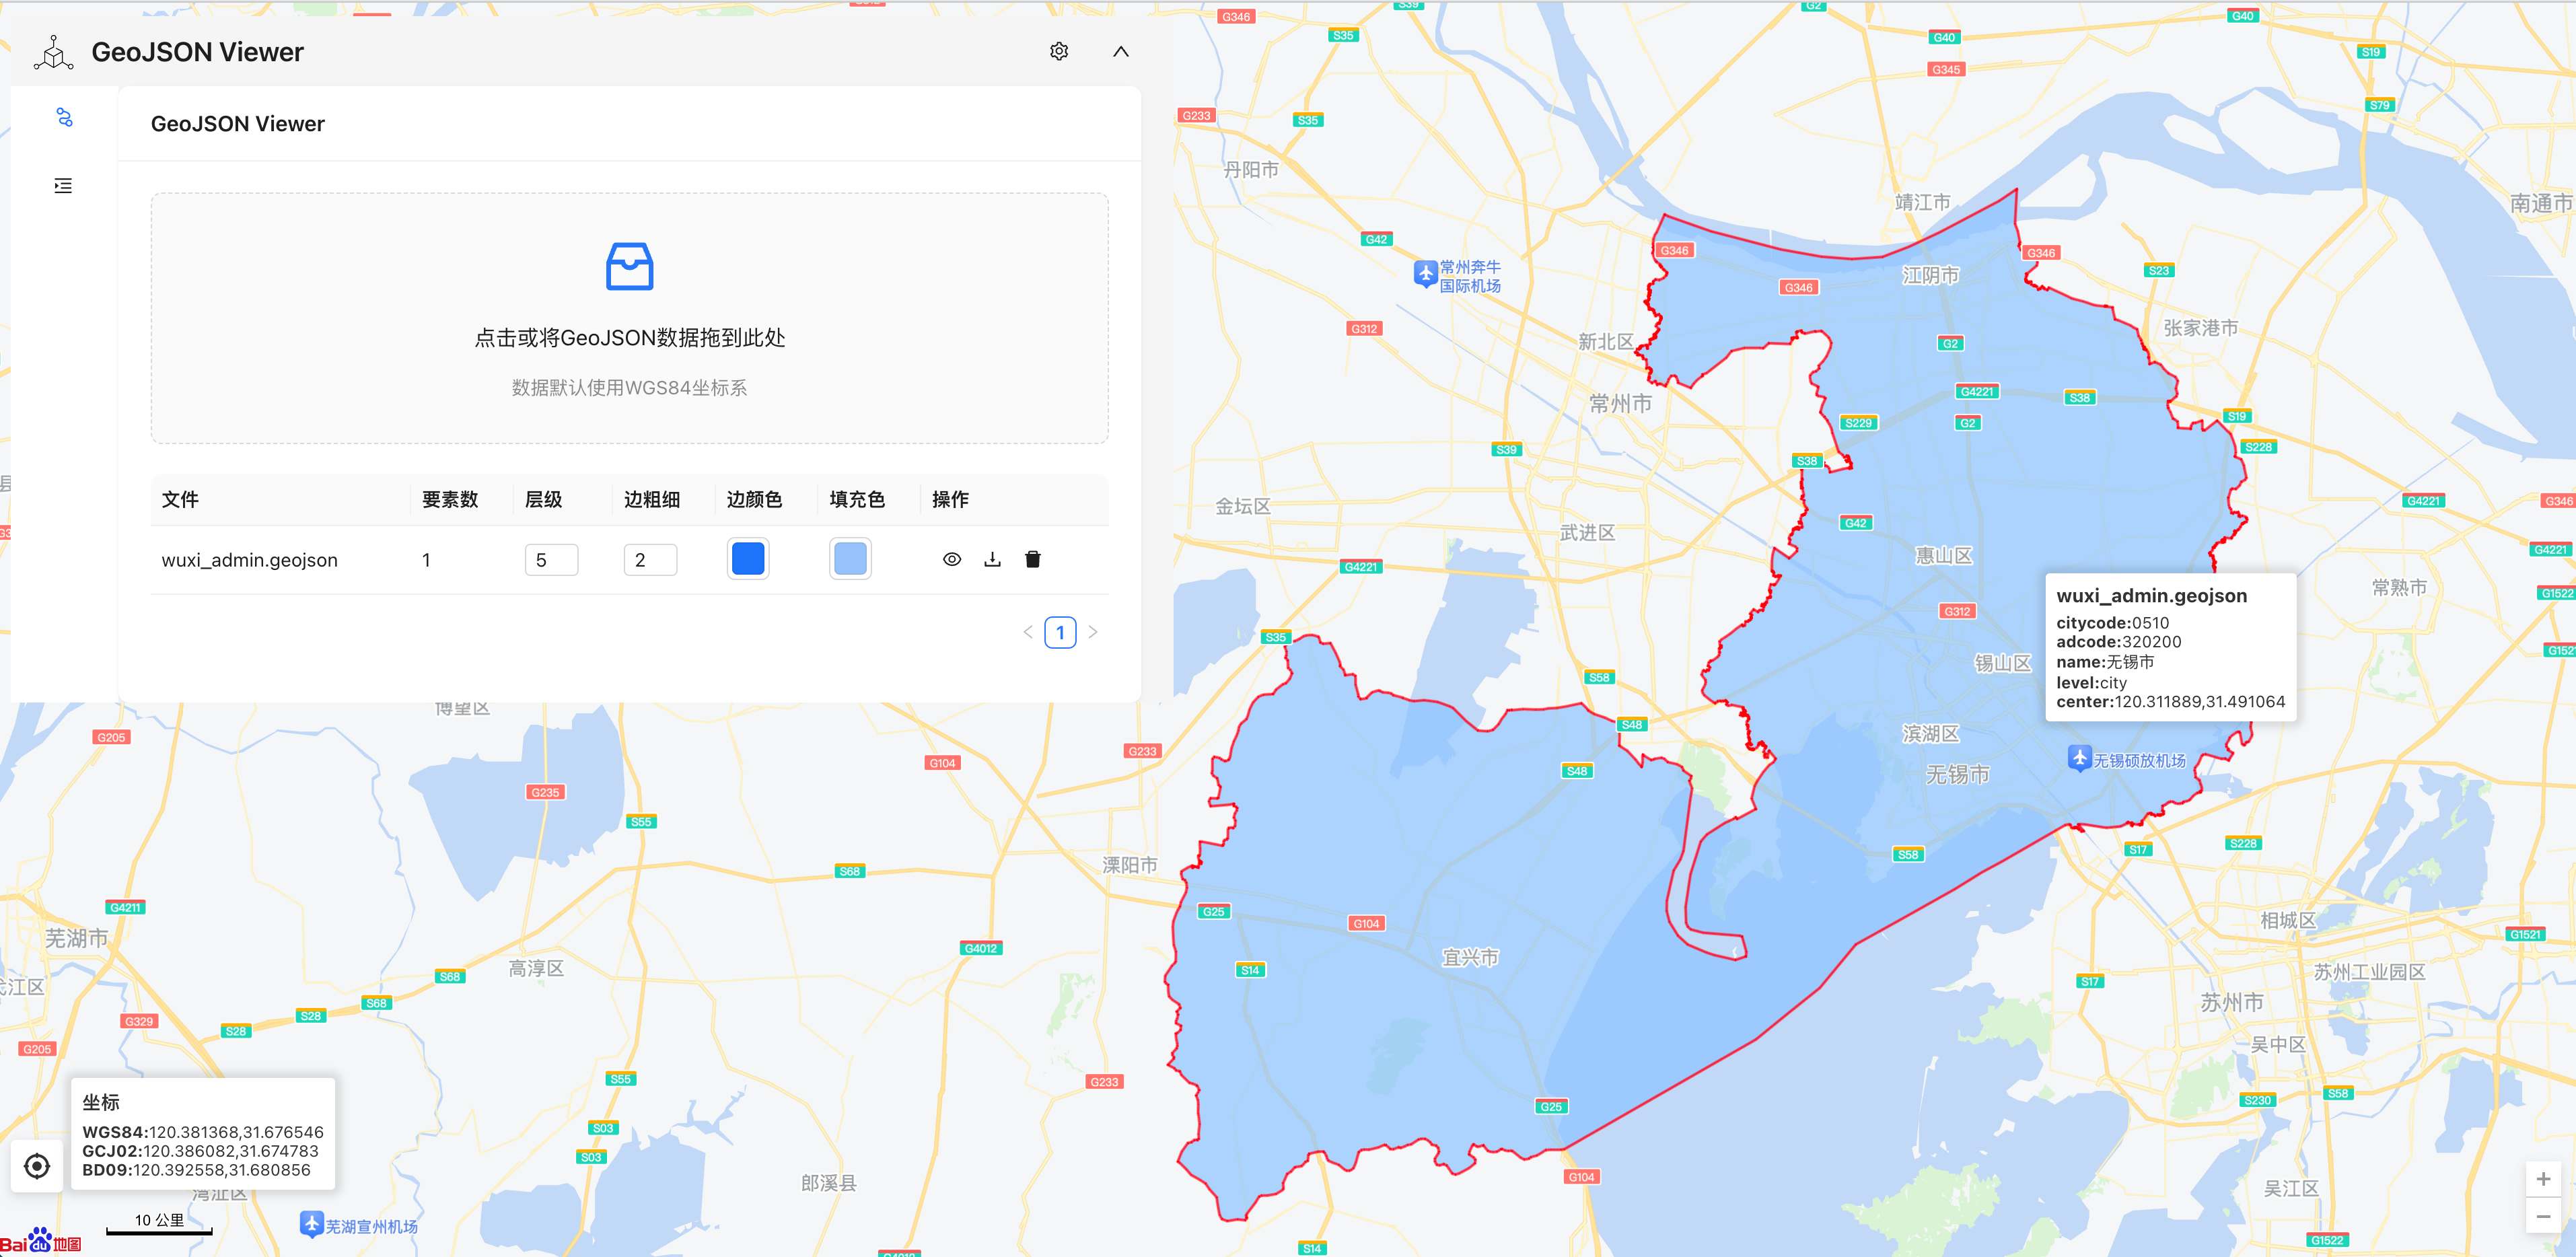 GeoJSON Viewer
GeoJSON Viewer
点击或将GeoJSON数据拖到此处
数据默认使用WGS84坐标系
文件 要素数 层级 边粗细 边颜色 填充色 操作
wuxi_admin.geojson 1 5 2
1
wuxi_admin.geojson
citycode:0510
adcode:320200
name:无锡市
level:city
center:120.311889,31.491064
坐标
WGS84:120.381368,31.676546
GCJ02:120.386082,31.674783
BD09:120.392558,31.680856
10 公里
Bai du 地图
G346
S35
S39
G2
G40
G40
G345
S19
S79
G233
S35
丹阳市
靖江市
南通市
G42
常州奔牛
国际机场
G346
G346
江阴市
G346
S23
G312
新北区
G2
张家港市
常州市
G4221
S38
S229
G2
S19
S228
S39
S38
金坛区
武进区
G42
G4221
G346
G4221
惠山区
G4221
常熟市
G1522
G312
S35
锡山区
S58
博望区
G205
G233
G104
S48
滨湖区
S48
无锡市
无锡硕放机场
G235
S55
S68
溧阳市
S58
S17
S228
G4211
G25
G104
芜湖市
相城区
G1521
G4012
宜兴市
高淳区
S68
S14
S17
苏州工业园区
S68
S28
S28
G329
苏州市
G205
吴中区
S55
G233
S58
S230
G25
S03
S03
G104
郎溪县
吴江区
湾沚区
芜湖宣州机场
S14
G1522